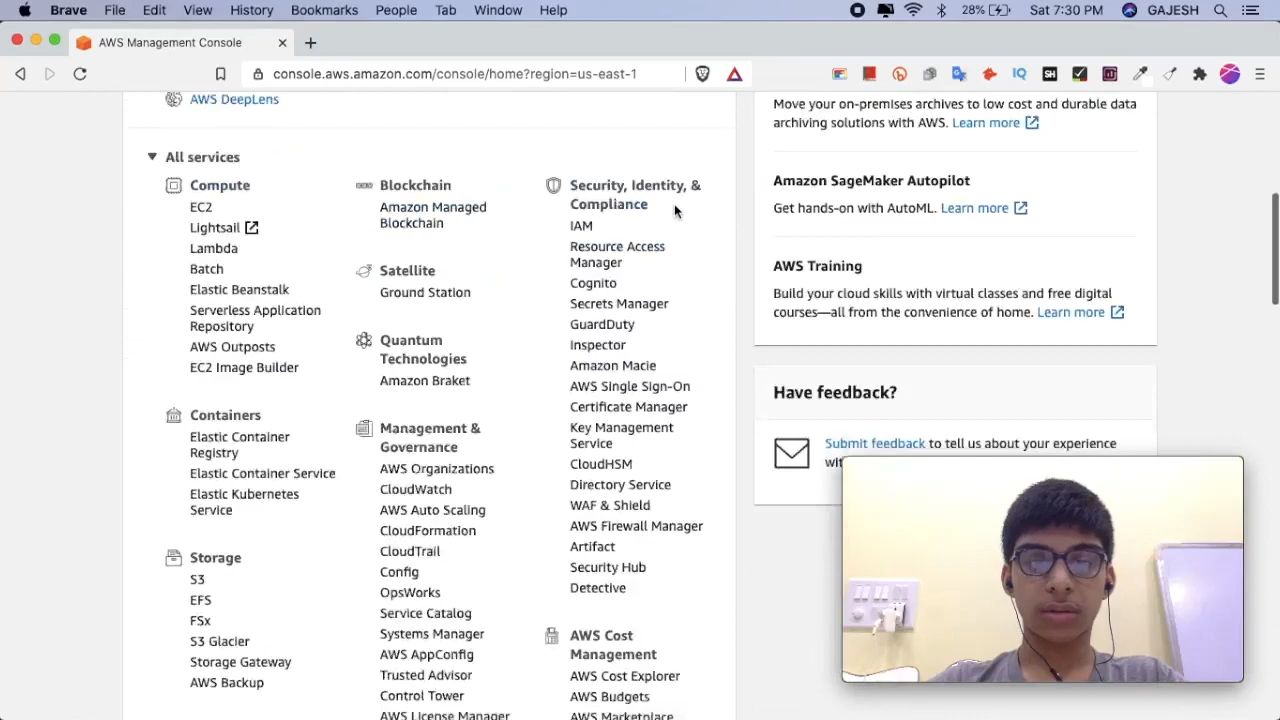 Brave File Edit View History Bookmarks People Tab Window Help 28% Sat 7:30 PM GAJESH
AWS Management Console
console.aws.amazon.com/console/home?region=us-east-1
AWS DeepLens
All services
Compute
EC2
Lightsail
Lambda
Batch
Elastic Beanstalk
Serverless Application
Repository
AWS Outposts
EC2 Image Builder
Containers
Elastic Container
Registry
Elastic Container Service
Elastic Kubernetes
Service
Storage
S3
EFS
FSx
S3 Glacier
Storage Gateway
AWS Backup
Blockchain
Amazon Managed
Blockchain
Satellite
Ground Station
Quantum
Technologies
Amazon Braket
Management &
Governance
AWS Organizations
CloudWatch
AWS Auto Scaling
CloudFormation
CloudTrail
Config
OpsWorks
Service Catalog
Systems Manager
AWS AppConfig
Trusted Advisor
Control Tower
AWS License Manager
Security, Identity, &
Compliance
IAM
Resource Access
Manager
Cognito
Secrets Manager
GuardDuty
Inspector
Amazon Macie
AWS Single Sign-On
Certificate Manager
Key Management
Service
CloudHSM
Directory Service
WAF & Shield
AWS Firewall Manager
Artifact
Security Hub
Detective
AWS Cost
Management
AWS Cost Explorer
AWS Budgets
AWS Marketplace
Move your on-premises archives to low cost and durable data
archiving solutions with AWS. Learn more
Amazon SageMaker Autopilot
Get hands-on with AutoML. Learn more
AWS Training
Build your cloud skills with virtual classes and free digital
courses—all from the convenience of home. Learn more
Have feedback?
Submit feedback to tell us about your experience